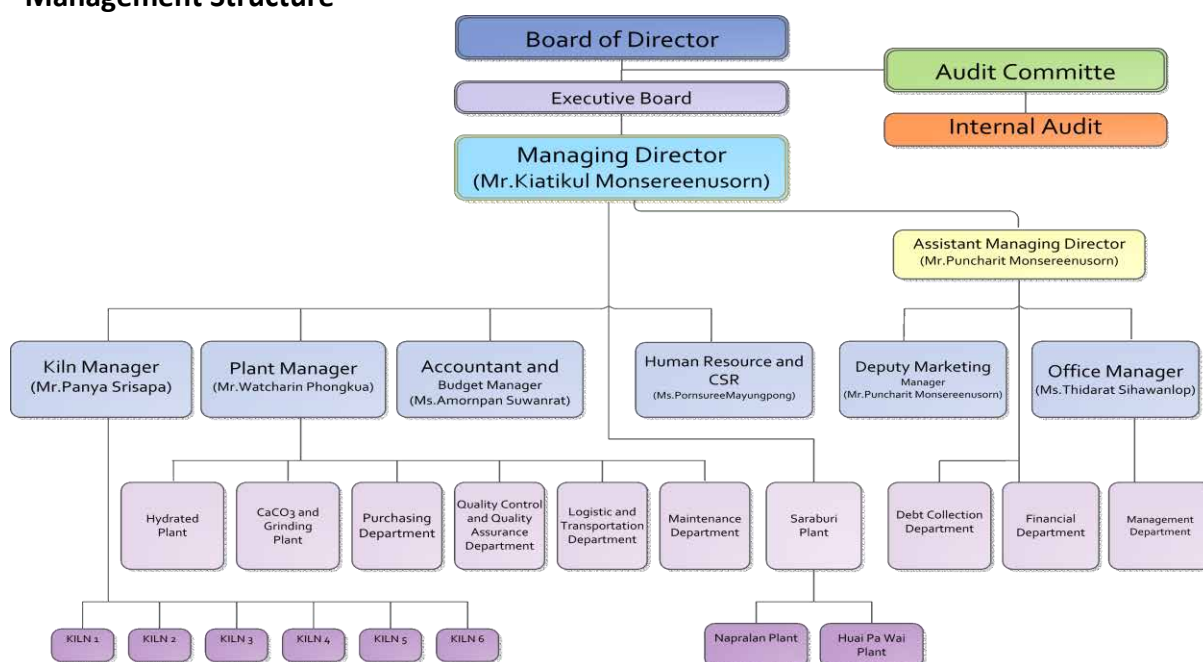 Management Structure
Board of Director
Audit Committe
Executive Board
Internal Audit
Managing Director
(Mr.Kiatikul Monsereenusorn)
Assistant Managing Director
(Mr.Puncharit Monsereenusorn)
Kiln Manager
(Mr.Panya Srisapa)
Plant Manager
(Mr.Watcharin Phongkua)
Accountant and
Budget Manager
(Ms.Amornpan Suwanrat)
Human Resource and
CSR
(Ms.PornsureeMayungpong)
Deputy Marketing
Manager
(Mr.Puncharit Monsereenusorn)
Office Manager
(Ms.Thidarat Sihawanlop)
Hydrated
Plant
CaCO3 and
Grinding
Plant
Purchasing
Department
Quality Control
and Quality
Assurance
Department
Logistic and
Transportation
Department
Maintenance
Department
Saraburi
Plant
Debt Collection
Department
Financial
Department
Management
Department
KILN 1
KILN 2
KILN 3
KILN 4
KILN 5
KILN 6
Napralan Plant
Huai Pa Wai
Plant